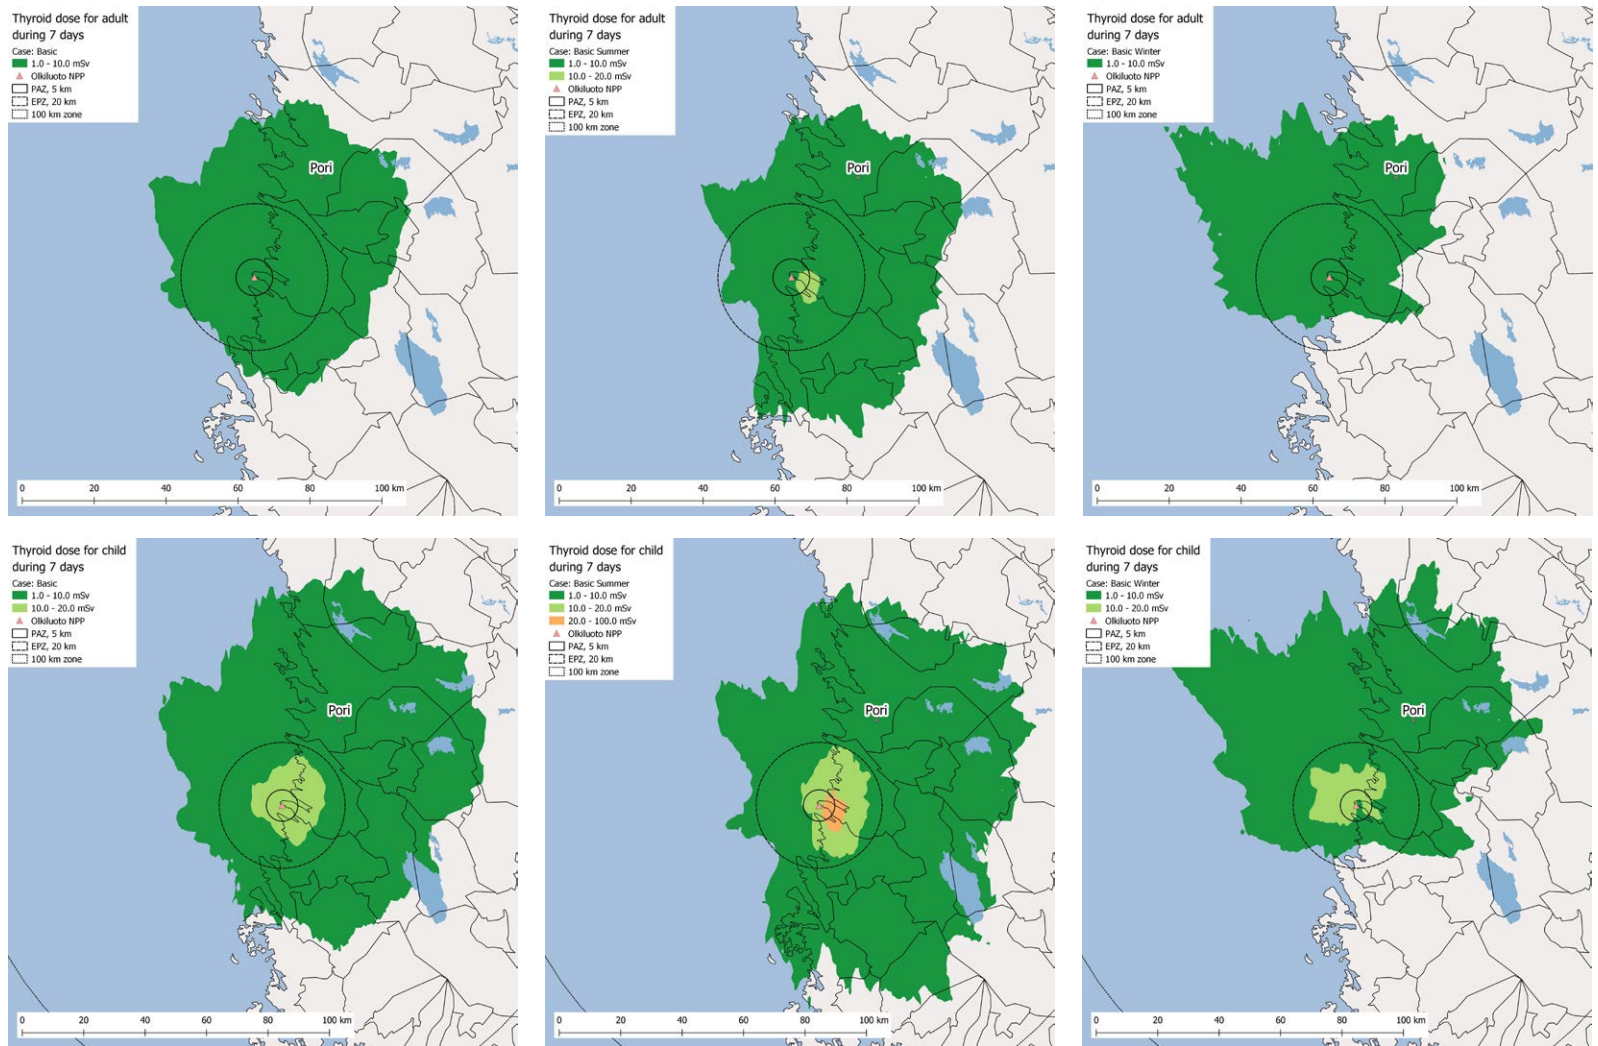 Thyroid dose for adult
during 7 days
Case: Basic
1.0 - 10.0 mSv
Olkiluoto NPP
PAZ, 5 km
EPZ, 20 km
100 km zone
Pori
0 20 40 60 80 100 km
Thyroid dose for adult
during 7 days
Case: Basic Summer
1.0 - 10.0 mSv
10.0 - 20.0 mSv
Olkiluoto NPP
PAZ, 5 km
EPZ, 20 km
100 km zone
Pori
0 20 40 60 80 100 km
Thyroid dose for adult
during 7 days
Case: Basic Winter
1.0 - 10.0 mSv
Olkiluoto NPP
PAZ, 5 km
EPZ, 20 km
100 km zone
Pori
0 20 40 60 80 100 km
Thyroid dose for child
during 7 days
Case: Basic
1.0 - 10.0 mSv
10.0 - 20.0 mSv
Olkiluoto NPP
PAZ, 5 km
EPZ, 20 km
100 km zone
Pori
0 20 40 60 80 100 km
Thyroid dose for child
during 7 days
Case: Basic Summer
1.0 - 10.0 mSv
10.0 - 20.0 mSv
20.0 - 100.0 mSv
Olkiluoto NPP
PAZ, 5 km
EPZ, 20 km
100 km zone
Pori
0 20 40 60 80 100 km
Thyroid dose for child
during 7 days
Case: Basic Winter
1.0 - 10.0 mSv
10.0 - 20.0 mSv
Olkiluoto NPP
PAZ, 5 km
EPZ, 20 km
100 km zone
Pori
0 20 40 60 80 100 km